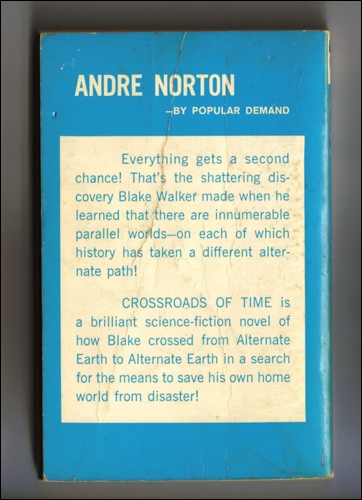 ANDRE NORTON
—BY POPULAR DEMAND
Everything gets a second
chance! That's the shattering dis-
covery Blake Walker made when he
learned that there are innumerable
parallel worlds—on each of which
history has taken a different alter-
nate path!
CROSSROADS OF TIME is
a brilliant science-fiction novel of
how Blake crossed from Alternate
Earth to Alternate Earth in a search
for the means to save his own home
world from disaster!